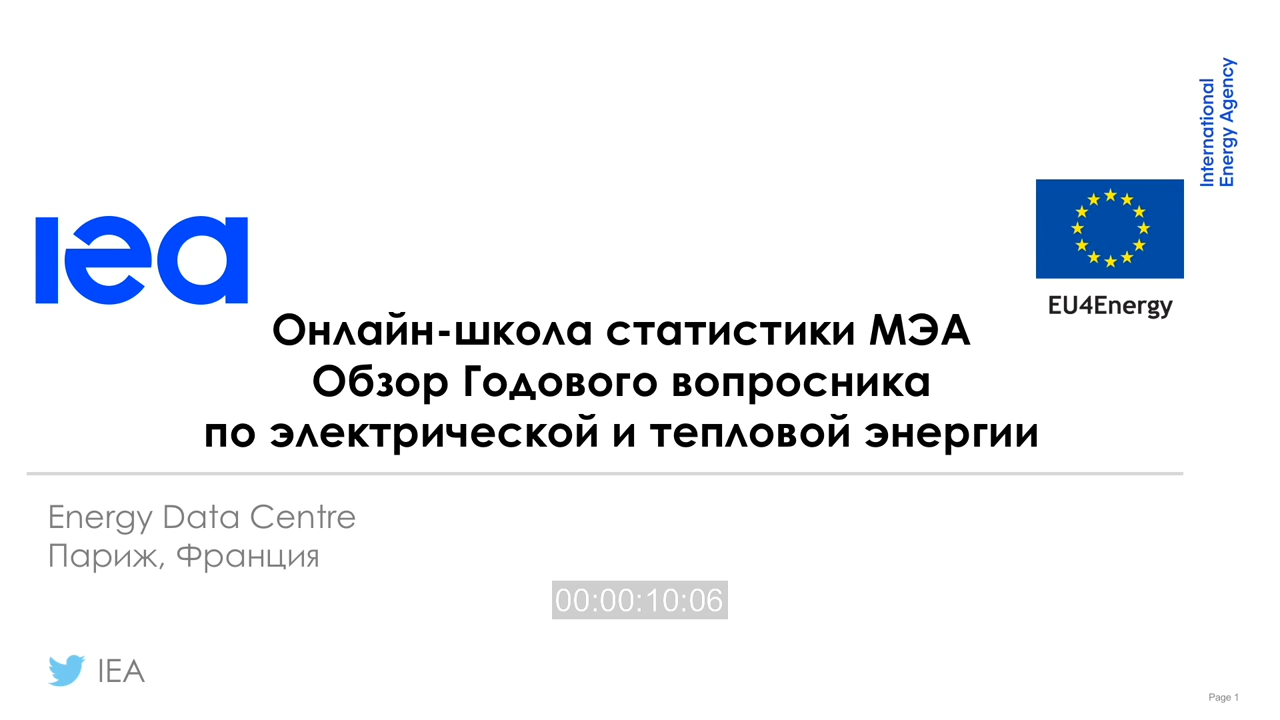 International
Energy Agency
iea
EU4Energy
Онлайн-школа статистики МЭА
Обзор Годового вопросника
по электрической и тепловой энергии
Energy Data Centre
Париж, Франция
00:00:10:06
IEA
Page 1